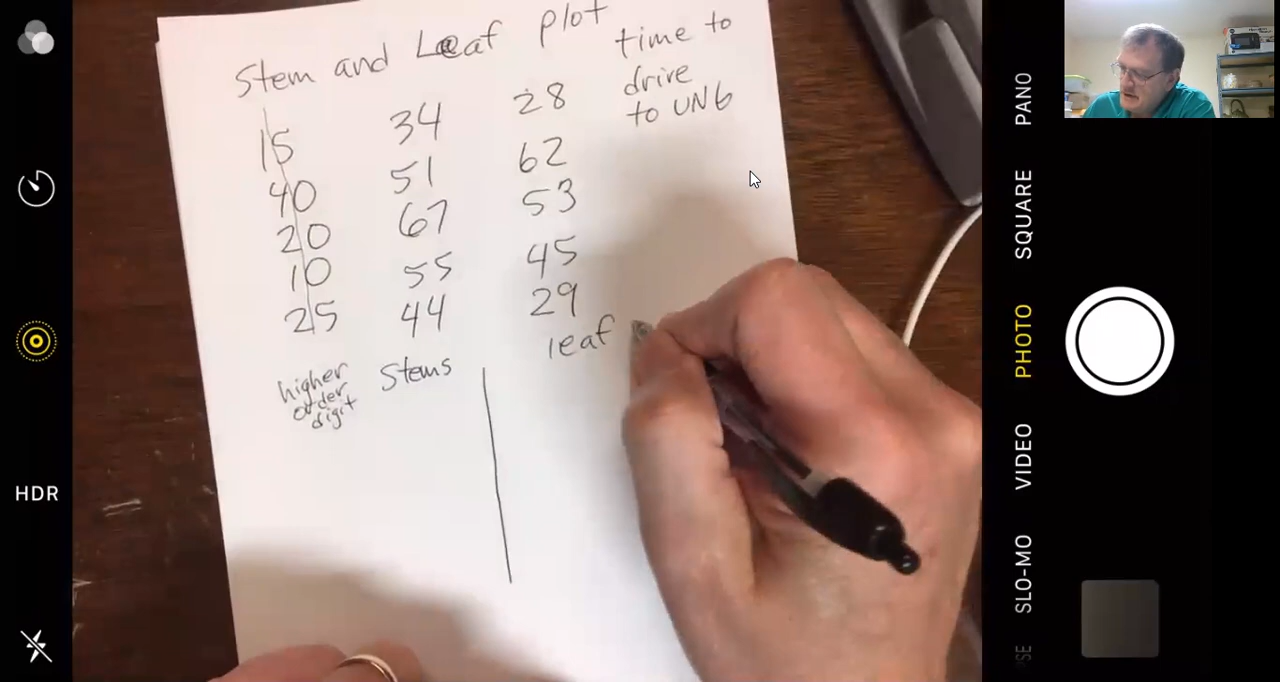 Stem and Leaf plot
time to
drive
to UNG
15 34 28
40 51 62
20 67 53
10 55 45
25 44 29
higher
order
digit
Stems
leaf
HDR
PANO
SQUARE
PHOTO
VIDEO
SLO-MO
SE